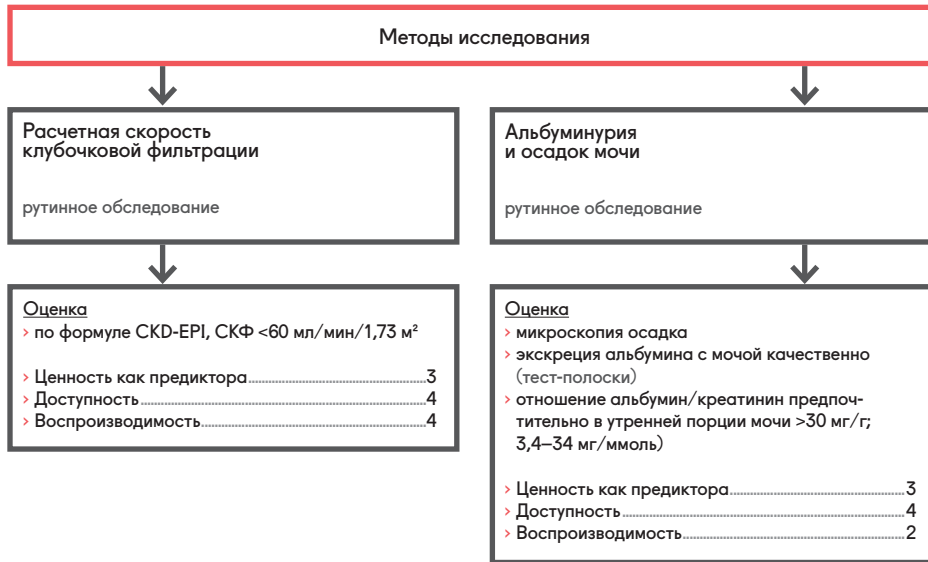 Методы исследования
Расчетная скорость
клубочковой фильтрации
рутинное обследование
Оценка
› по формуле CKD-EPI, СКФ <60 мл/мин/1,73 м²
› Ценность как предиктора........................................3
› Доступность........................................4
› Воспроизводимость........................................4
Альбуминурия
и осадок мочи
рутинное обследование
Оценка
› микроскопия осадка
› экскреция альбумина с мочой качественно
(тест-полоски)
› отношение альбумин/креатинин предпоч-
тительно в утренней порции мочи >30 мг/г;
3,4–34 мг/ммоль)
› Ценность как предиктора........................................3
› Доступность........................................4
› Воспроизводимость........................................2